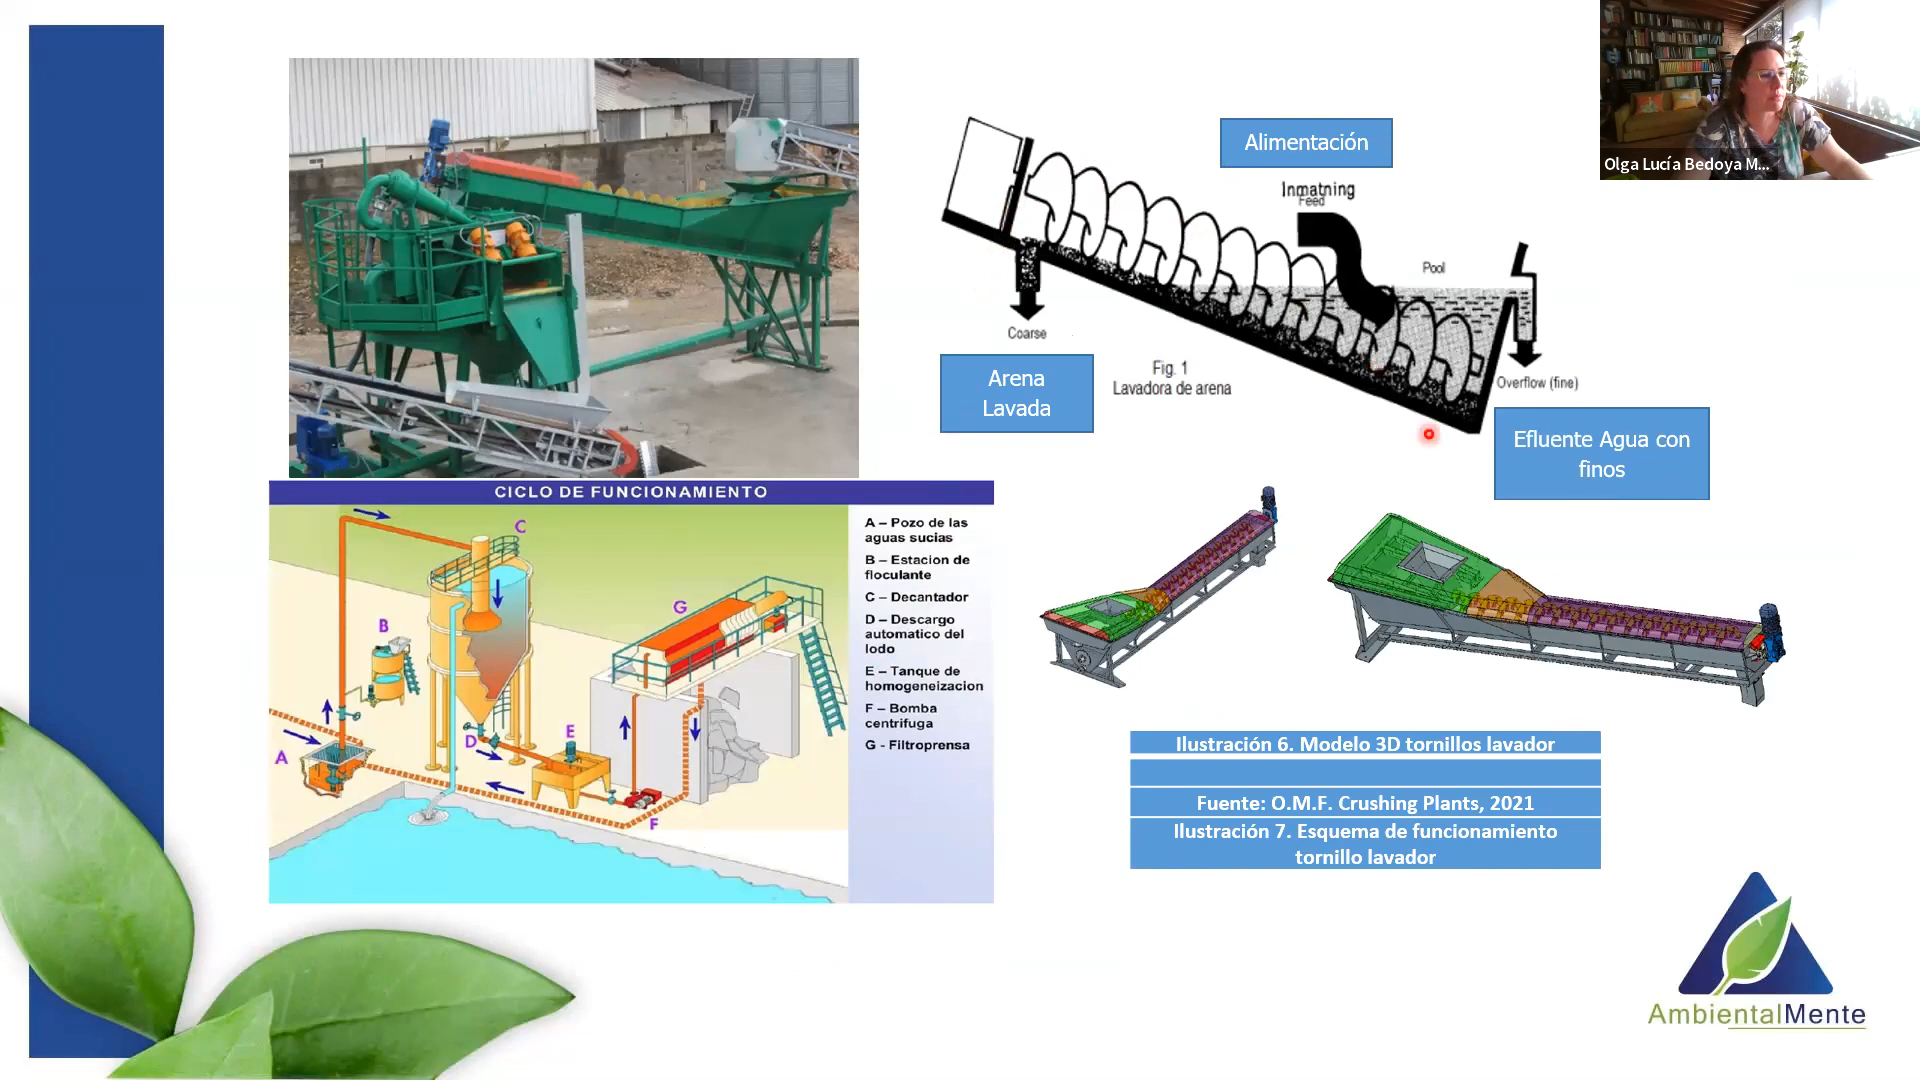 Olga Lucía Bedoya M...
Alimentación
Inmatning
Feed
Pool
Coarse
Fig. 1
Lavadora de arena
Overflow (fine)
Arena
Lavada
Efluente Agua con
finos
CICLO DE FUNCIONAMIENTO
A
B
C
D
E
F
G
A – Pozo de las
aguas sucias
B – Estacion de
floculante
C – Decantador
D – Descargo
automatico del
lodo
E – Tanque de
homogeneizacion
F – Bomba
centrifuga
G - Filtroprensa
Ilustración 6. Modelo 3D tornillos lavador
Fuente: O.M.F. Crushing Plants, 2021
Ilustración 7. Esquema de funcionamiento
tornillo lavador
AmbientalMente